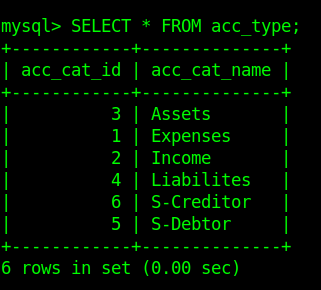 mysql> SELECT * FROM acc_type;
+------------+--------------+
| acc_cat_id | acc_cat_name |
+------------+--------------+
|          3 | Assets       |
|          1 | Expenses     |
|          2 | Income       |
|          4 | Liabilites   |
|          6 | S-Creditor   |
|          5 | S-Debtor     |
+------------+--------------+
6 rows in set (0.00 sec)